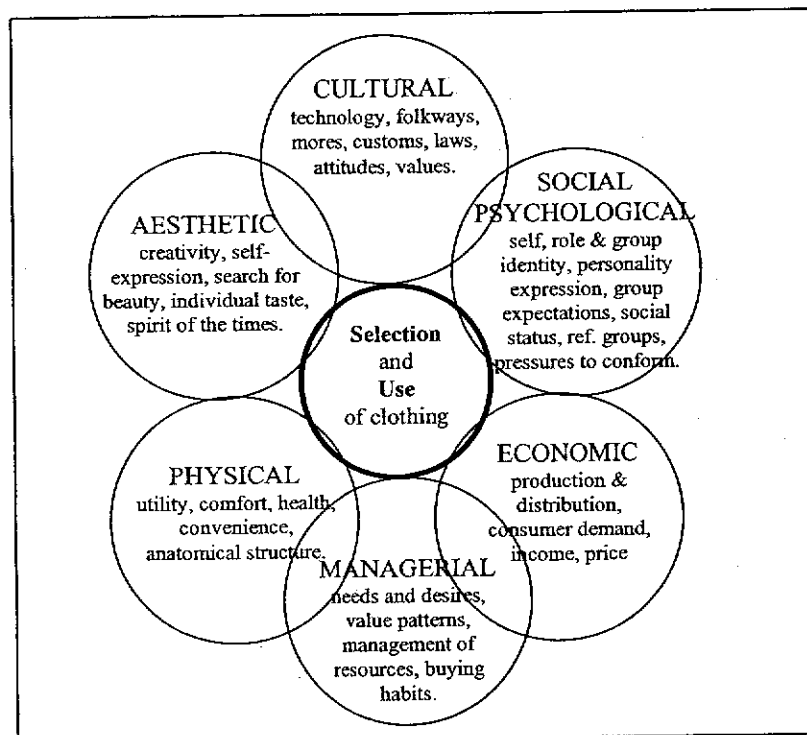 CULTURAL
technology, folkways,
mores, customs, laws,
attitudes, values.
SOCIAL
PSYCHOLOGICAL
self, role & group
identity, personality
expression, group
expectations, social
status, ref. groups,
pressures to conform.
AESTHETIC
creativity, self-
expression, search for
beauty, individual taste,
spirit of the times.
Selection
and
Use
of clothing
ECONOMIC
production &
distribution,
consumer demand,
income, price
PHYSICAL
utility, comfort, health,
convenience,
anatomical structure.
MANAGERIAL
needs and desires,
value patterns,
management of
resources, buying
habits.